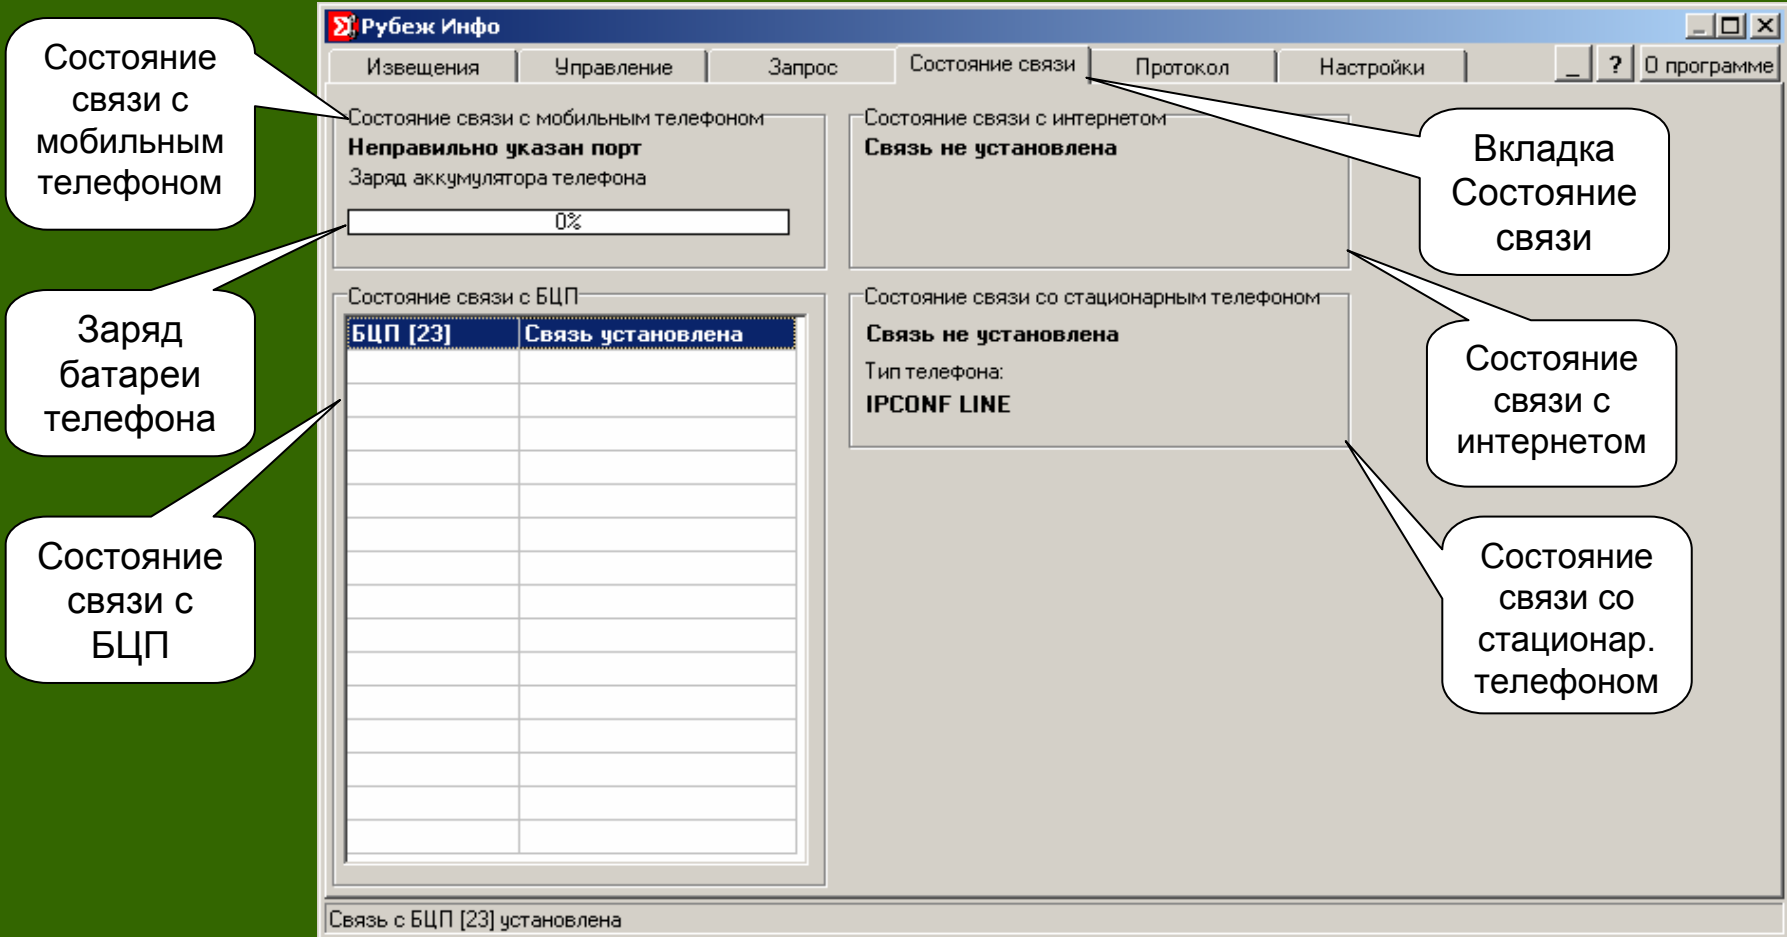 Рубеж Инфо
Извещения
Управление
Запрос
Состояние связи
Протокол
Настройки
_
?
О программе
Состояние
связи с
мобильным
телефоном
Состояние связи с мобильным телефоном
Неправильно указан порт
Заряд аккумулятора телефона
0%
Состояние связи с интернетом
Связь не установлена
Вкладка
Состояние
связи
Заряд
батареи
телефона
Состояние связи с БЦП
БЦП [23]
Связь установлена
Состояние связи со стационарным телефоном
Связь не установлена
Тип телефона:
IPCONF LINE
Состояние
связи с
интернетом
Состояние
связи с
БЦП
Состояние
связи со
стационар.
телефоном
Связь с БЦП [23] установлена